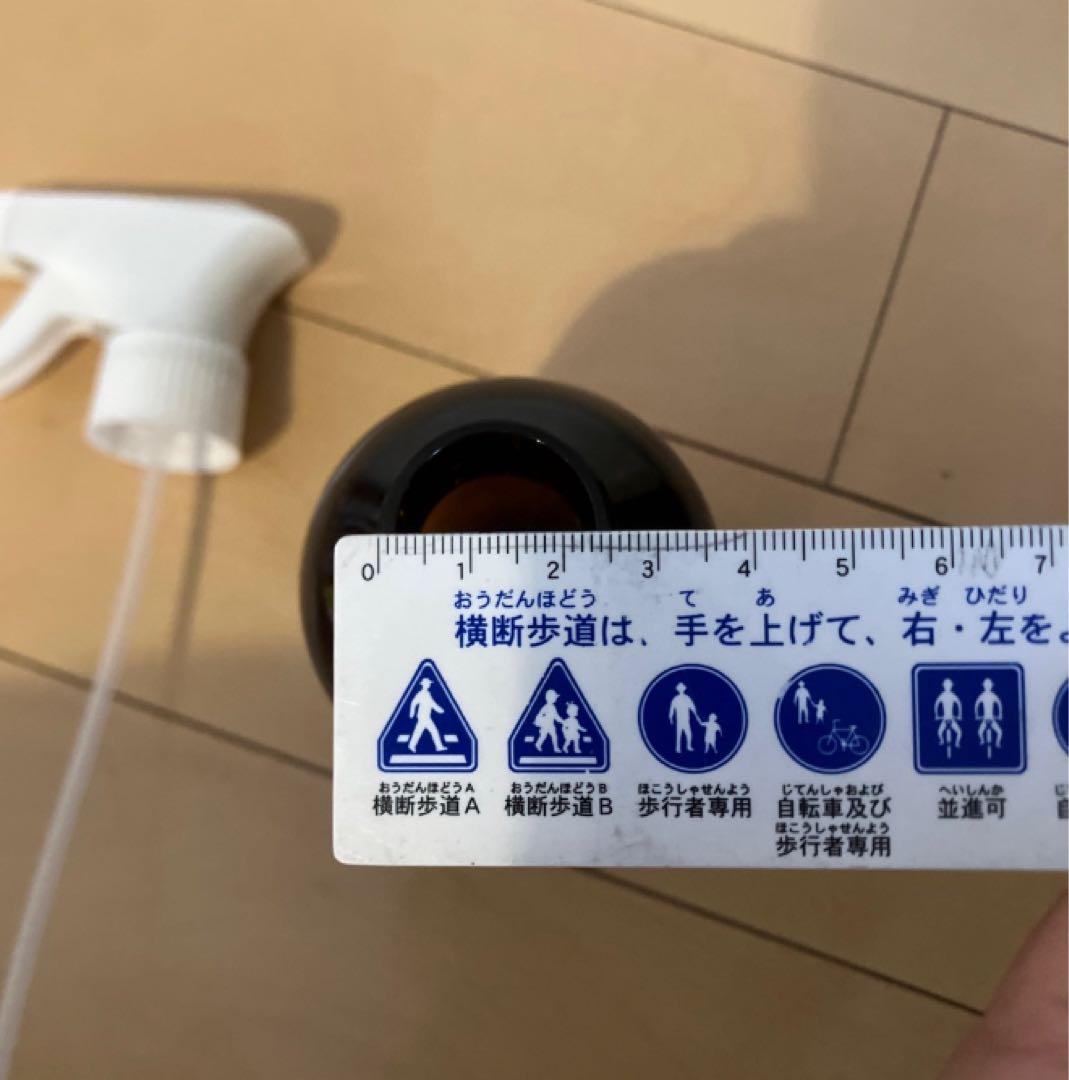 0 1 2 3 4 5 6 7
おうだんほどう て あ みぎ ひだり
横断歩道は、手を上げて、右・左を
おうだんほどうA おうだんほどうB ほこうしゃせんよう じてんしゃおよび へいしんか
横断歩道A 横断歩道B 歩行者専用 自転車及び 並進可
ほこうしゃせんよう
歩行者専用